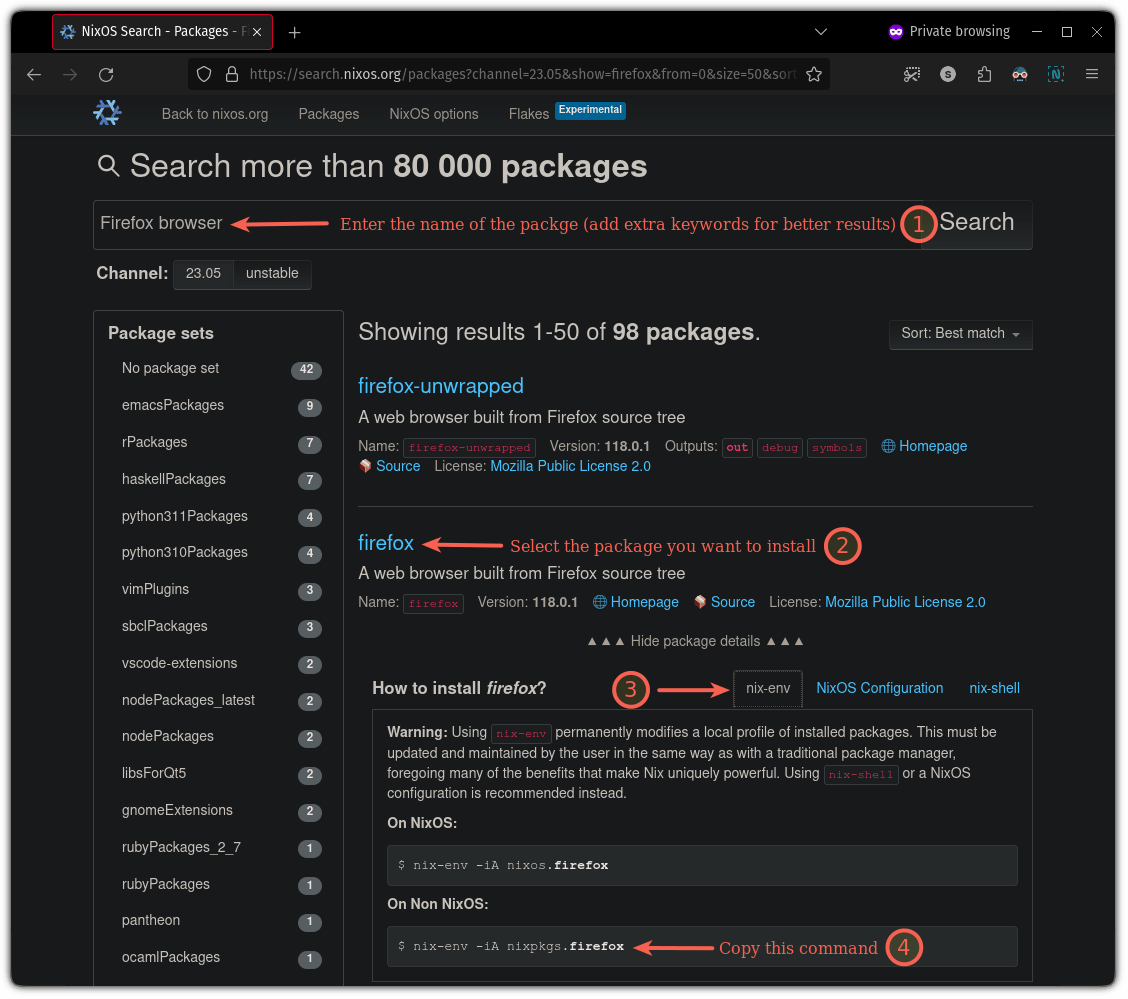 NixOS Search - Packages - F
Private browsing
https://search.nixos.org/packages?channel=23.05&show=firefox&from=0&size=50&sort
S
N
Back to nixos.org
Packages
NixOS options
Flakes
Experimental
Search more than 80 000 packages
Firefox browser
Enter the name of the packge (add extra keywords for better results)
1
Search
Channel: 23.05 unstable
Package sets
No package set 42
emacsPackages 9
rPackages 7
haskellPackages 7
python311Packages 4
python310Packages 4
vimPlugins 3
sbclPackages 3
vscode-extensions 2
nodePackages_latest 2
nodePackages 2
libsForQt5 2
gnomeExtensions 2
rubyPackages_2_7 1
rubyPackages 1
pantheon 1
ocamlPackages 1
Showing results 1-50 of 98 packages.
Sort: Best match
firefox-unwrapped
A web browser built from Firefox source tree
Name: firefox-unwrapped Version: 118.0.1 Outputs: out debug symbols Homepage
Source License: Mozilla Public License 2.0
firefox
Select the package you want to install
2
A web browser built from Firefox source tree
Name: firefox Version: 118.0.1 Homepage Source License: Mozilla Public License 2.0
▲▲▲ Hide package details ▲▲▲
How to install firefox?
3
nix-env
NixOS Configuration
nix-shell
Warning: Using nix-env permanently modifies a local profile of installed packages. This must be
updated and maintained by the user in the same way as with a traditional package manager,
foregoing many of the benefits that make Nix uniquely powerful. Using nix-shell or a NixOS
configuration is recommended instead.
On NixOS:
$ nix-env -iA nixos.firefox
On Non NixOS:
$ nix-env -iA nixpkgs.firefox
Copy this command
4